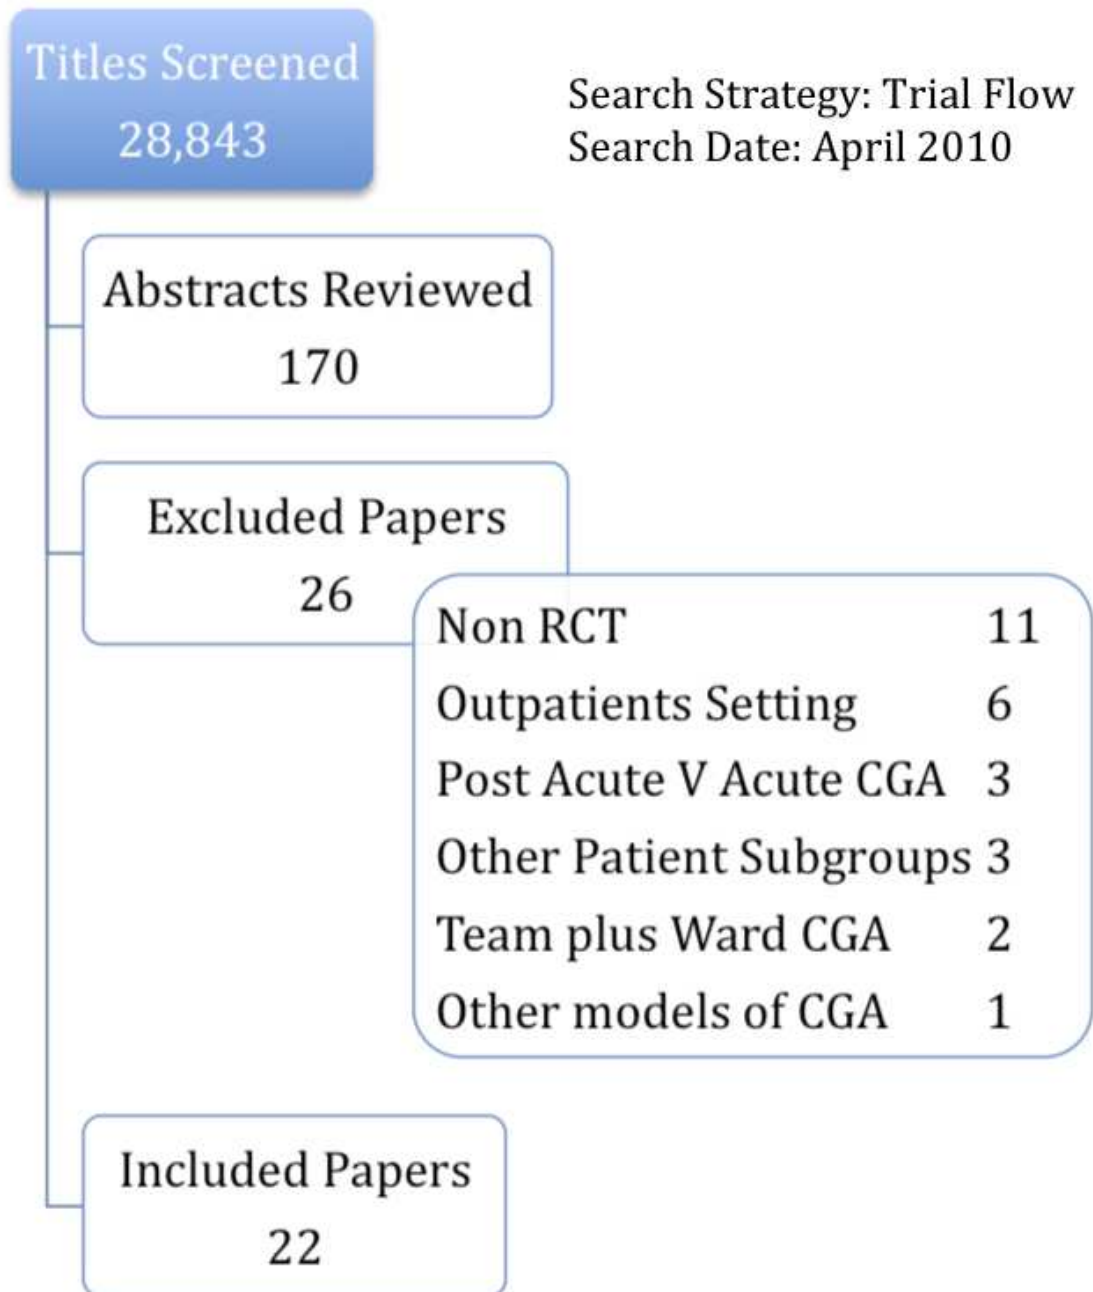 Titles Screened
28,843
Search Strategy: Trial Flow
Search Date: April 2010
Abstracts Reviewed
170
Excluded Papers
26
Non RCT 11
Outpatients Setting 6
Post Acute V Acute CGA 3
Other Patient Subgroups 3
Team plus Ward CGA 2
Other models of CGA 1
Included Papers
22